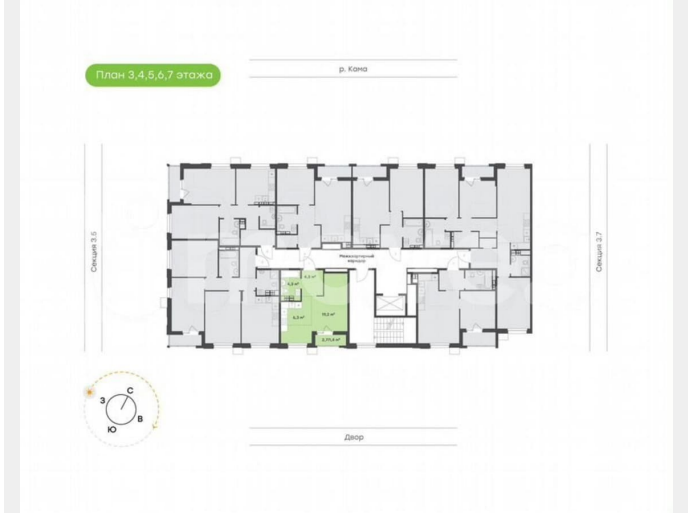 План 3,4,5,6,7 этажа
р. Кама
Секция 3.5
Секция 3.7
Межквартирный
коридор
С
З
В
Ю
Двор